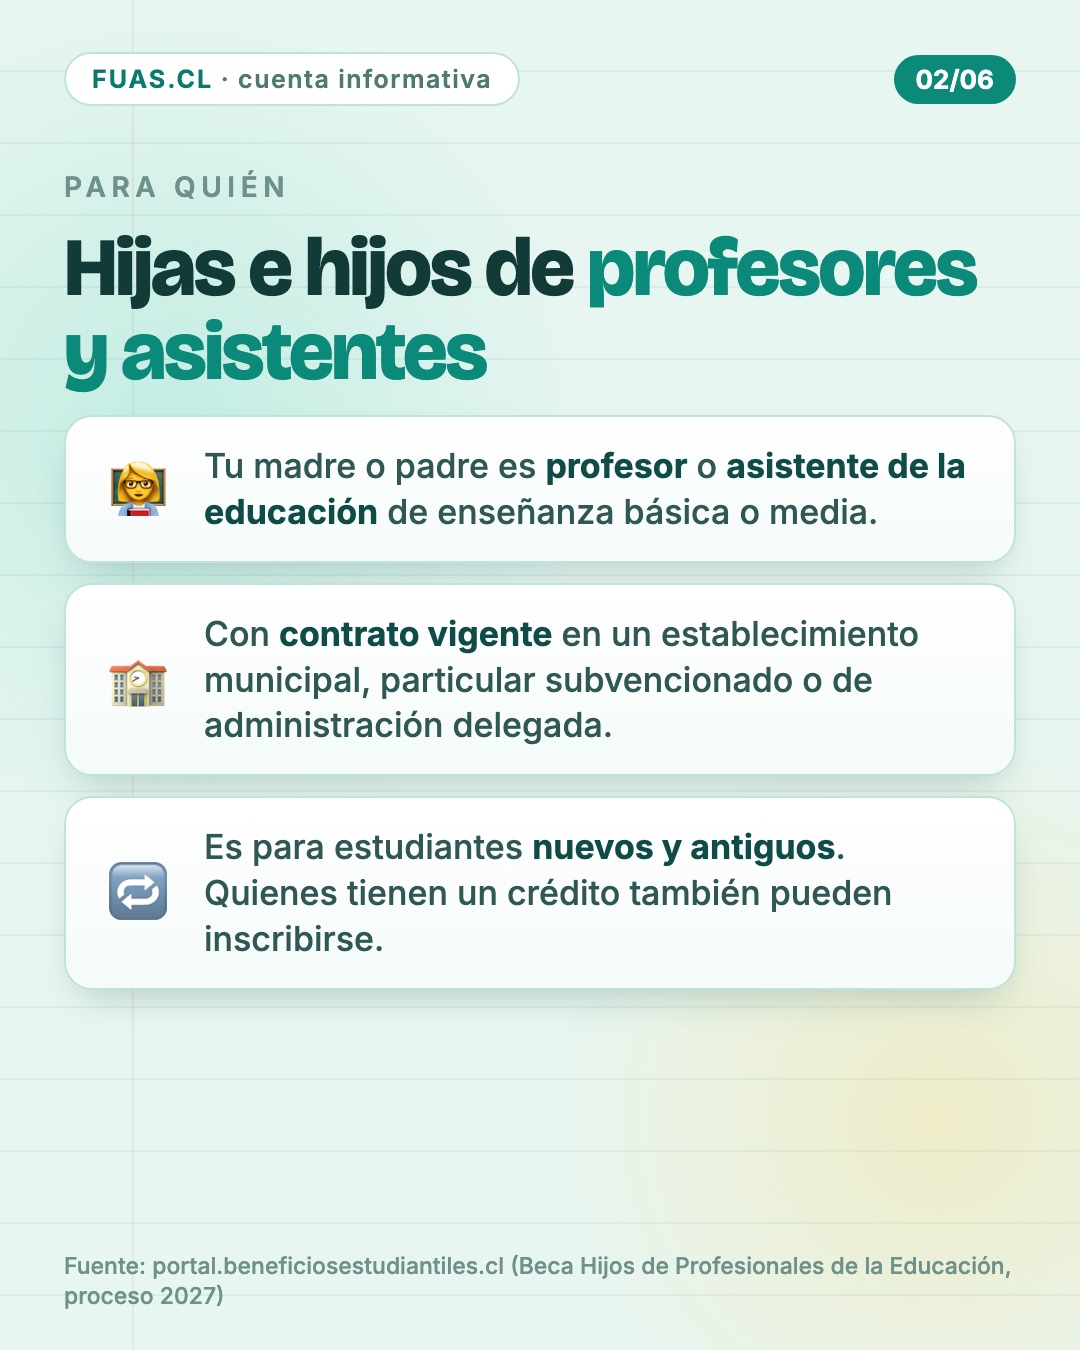 FUAS.CL · cuenta informativa
02/06
PARA QUIÉN
Hijas e hijos de profesores
y asistentes
Tu madre o padre es profesor o asistente de la
educación de enseñanza básica o media.
Con contrato vigente en un establecimiento
municipal, particular subvencionado o de
administración delegada.
Es para estudiantes nuevos y antiguos.
Quienes tienen un crédito también pueden
inscribirse.
Fuente: portal.beneficiosestudiantiles.cl (Beca Hijos de Profesionales de la Educación,
proceso 2027)